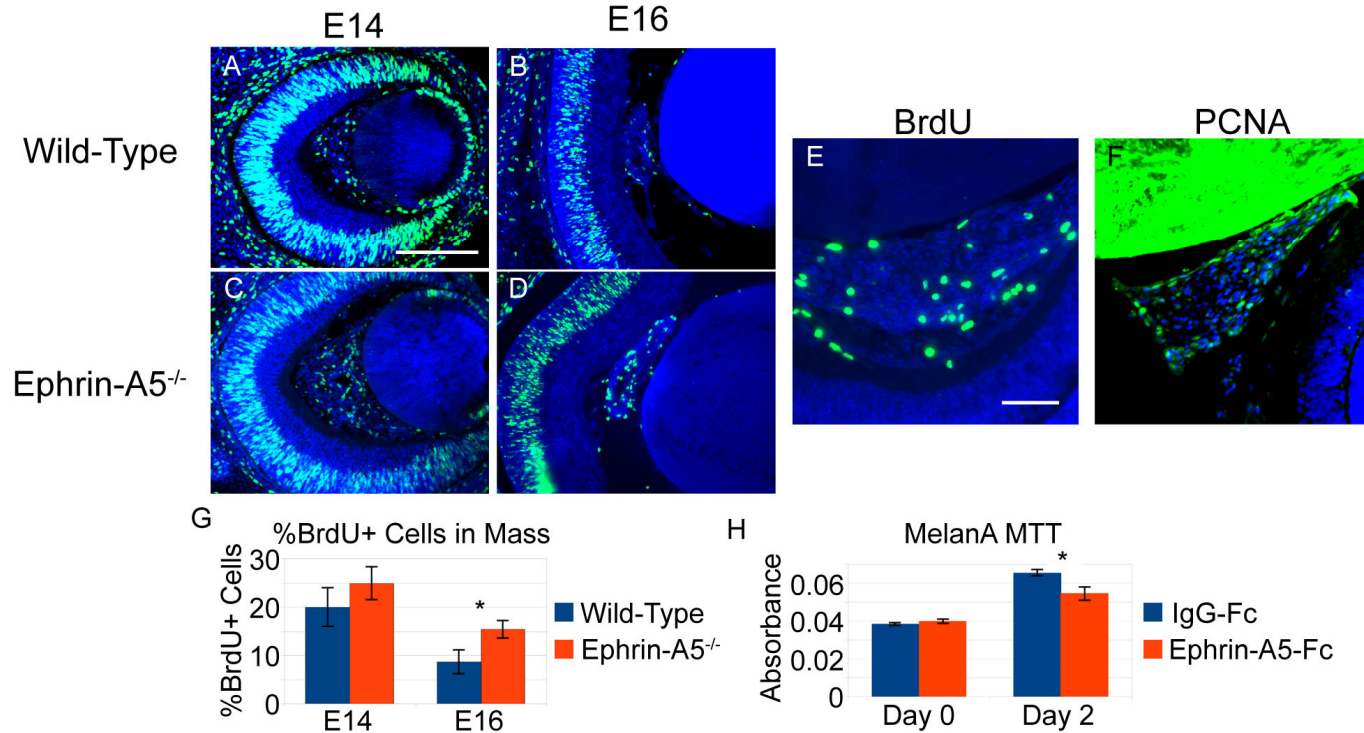 E14
E16
A
B
Wild-Type
BrdU
PCNA
E
F
C
D
Ephrin-A5-/-
G
%BrdU+ Cells in Mass
%BrdU+ Cells
30
20
10
0
E14
E16
*
Wild-Type
Ephrin-A5-/-
H
MelanA MTT
Absorbance
0.06
0.04
0.02
0
Day 0
Day 2
*
IgG-Fc
Ephrin-A5-Fc